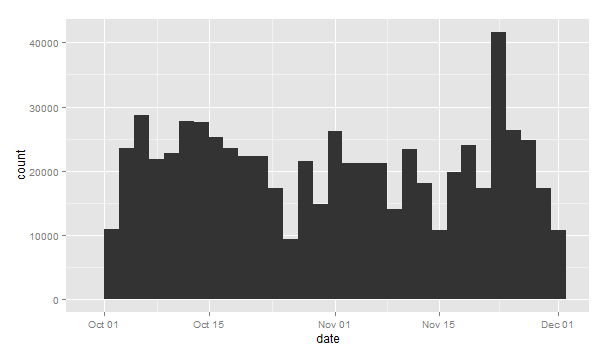 40000
30000
20000
10000
0
count
Oct 01
Oct 15
Nov 01
Nov 15
Dec 01
date